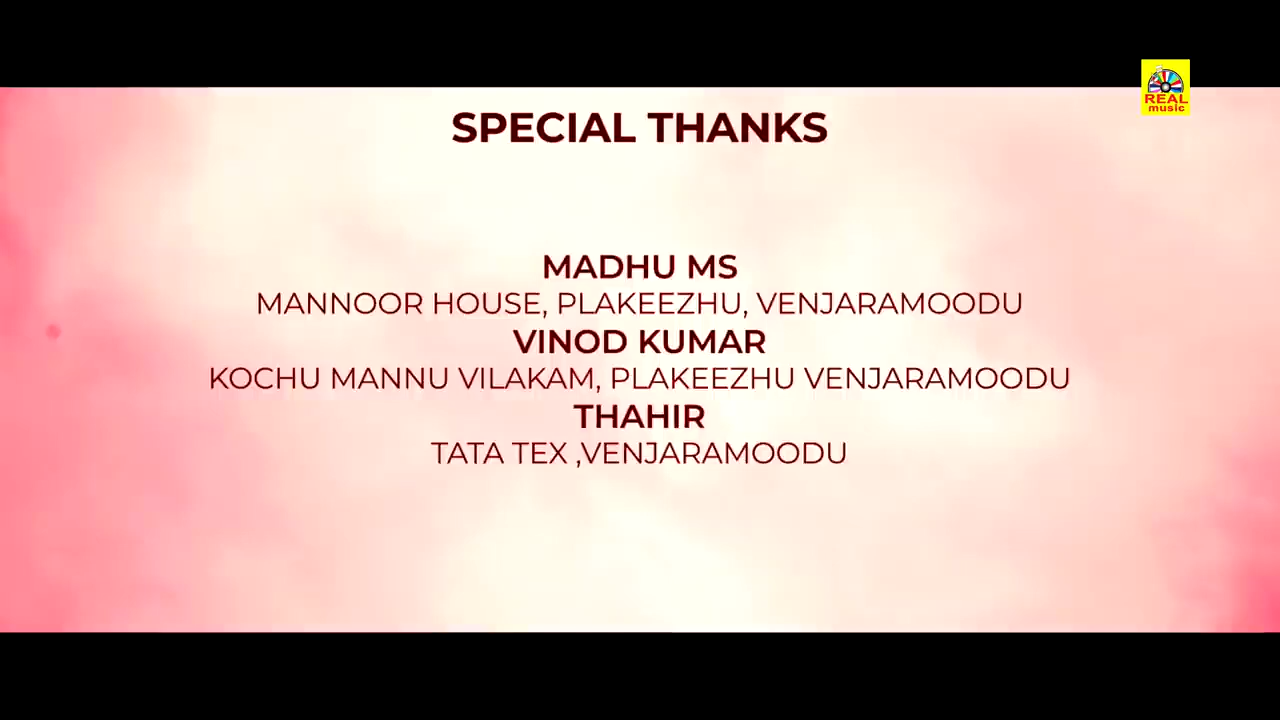 REAL
music
SPECIAL THANKS
MADHU MS
MANNOOR HOUSE, PLAKEEZHU, VENJARAMOODU
VINOD KUMAR
KOCHU MANNU VILAKAM, PLAKEEZHU VENJARAMOODU
THAHIR
TATA TEX ,VENJARAMOODU